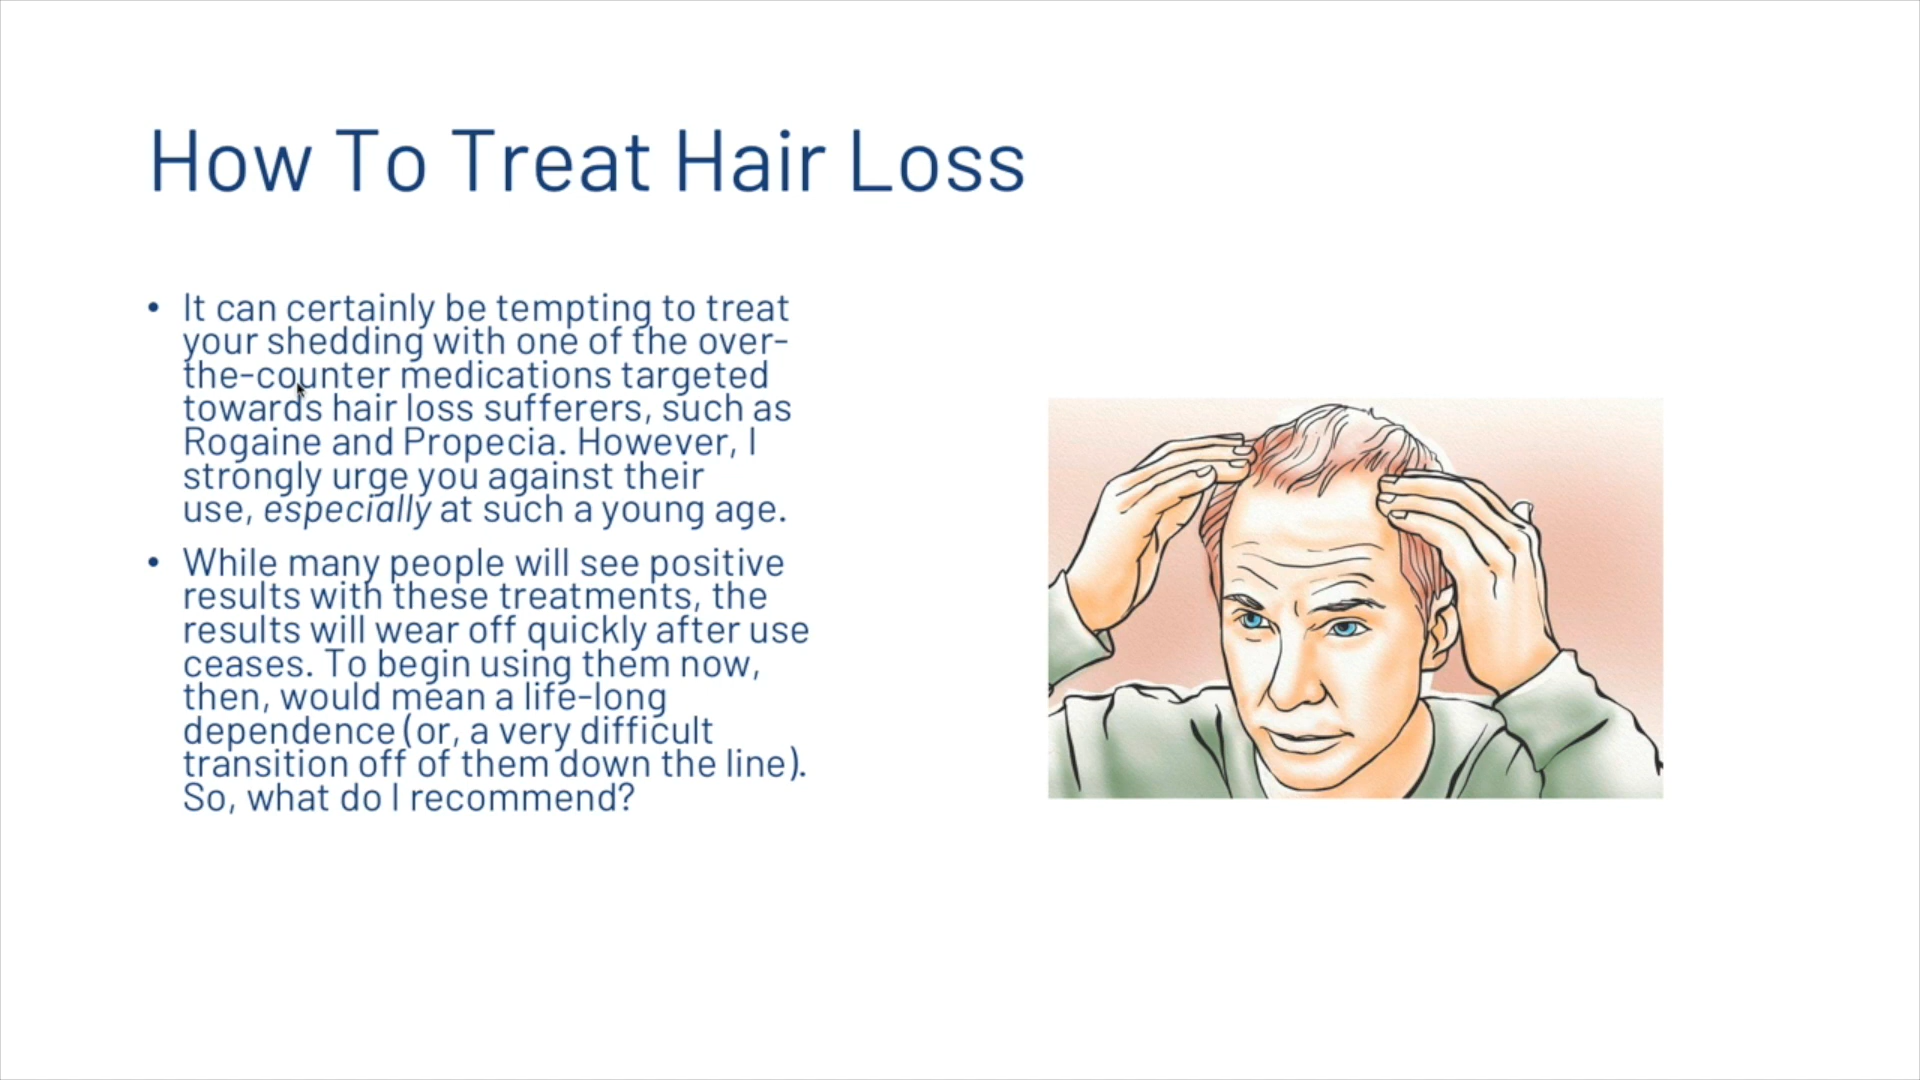 How To Treat Hair Loss
• It can certainly be tempting to treat
your shedding with one of the over-
the-counter medications targeted
towards hair loss sufferers, such as
Rogaine and Propecia. However, I
strongly urge you against their
use, especially at such a young age.
• While many people will see positive
results with these treatments, the
results will wear off quickly after use
ceases. To begin using them now,
then, would mean a life-long
dependence (or, a very difficult
transition off of them down the line).
So, what do I recommend?